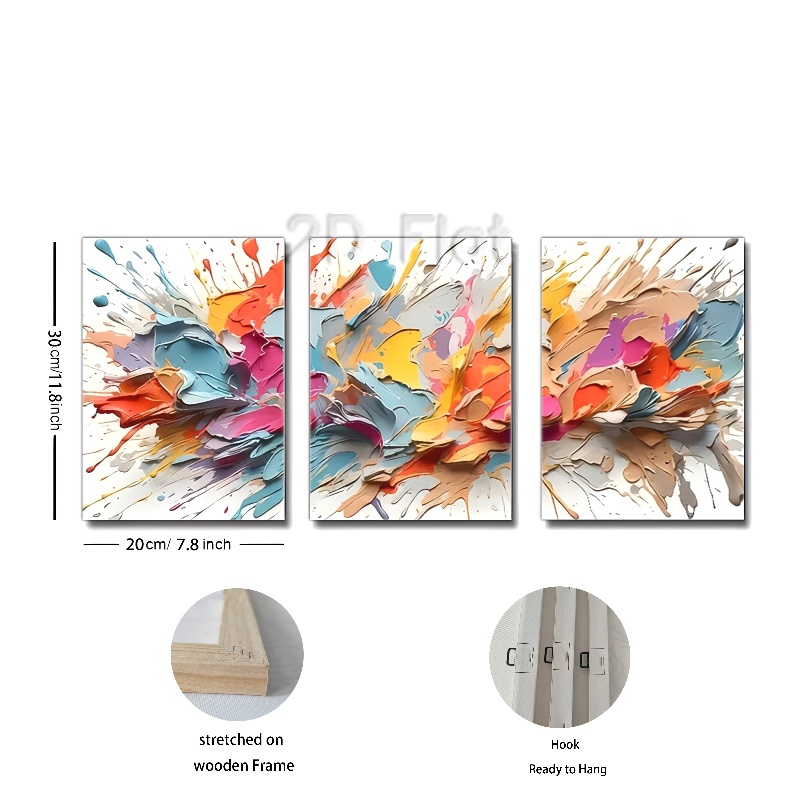 2D Flat
30cm/11.8inch
20cm/ 7.8 inch
stretched on
wooden Frame
Hook
Ready to Hang